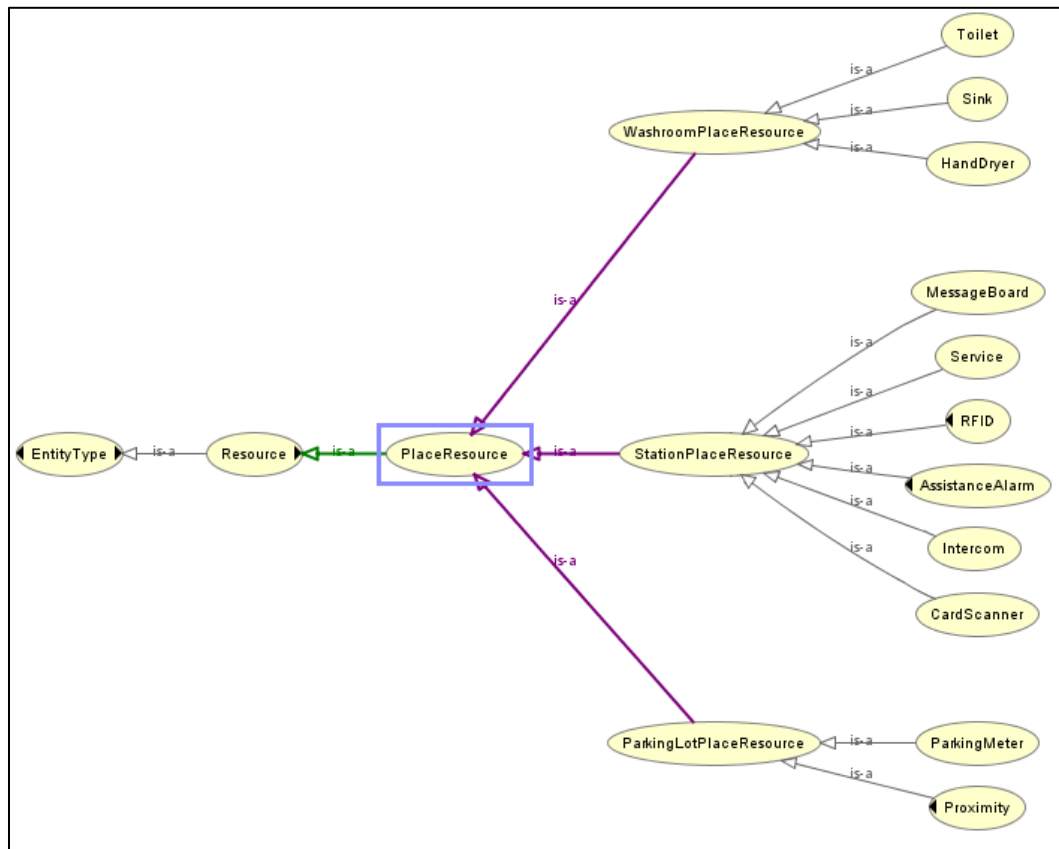 Toilet
is-a
Sink
is-a
WashroomPlaceResource
is-a
HandDryer
is-a
MessageBoard
is-a
Service
is-a
RFID
is-a
EntityType
is-a
Resource
is-a
PlaceResource
is-a
StationPlaceResource
is-a
AssistanceAlarm
is-a
Intercom
is-a
CardScanner
is-a
ParkingLotPlaceResource
is-a
ParkingMeter
is-a
Proximity